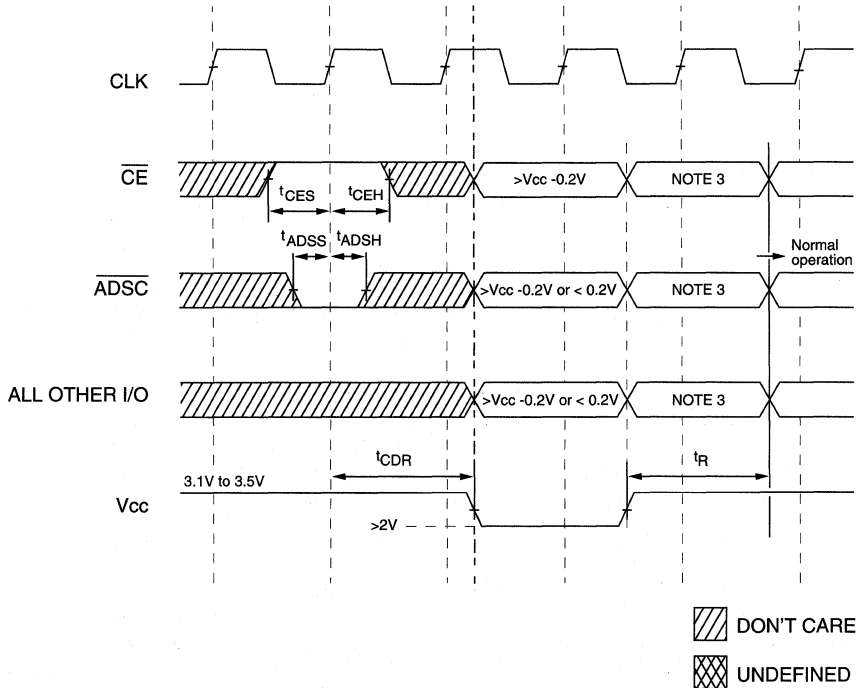 CLK
CE
>Vcc -0.2V
NOTE 3
tCES
tCEH
tADSS
tADSH
Normal
operation
ADSC
>Vcc -0.2V or < 0.2V
NOTE 3
ALL OTHER I/O
>Vcc -0.2V or < 0.2V
NOTE 3
tCDR
tR
3.1V to 3.5V
Vcc
>2V
DON'T CARE
UNDEFINED